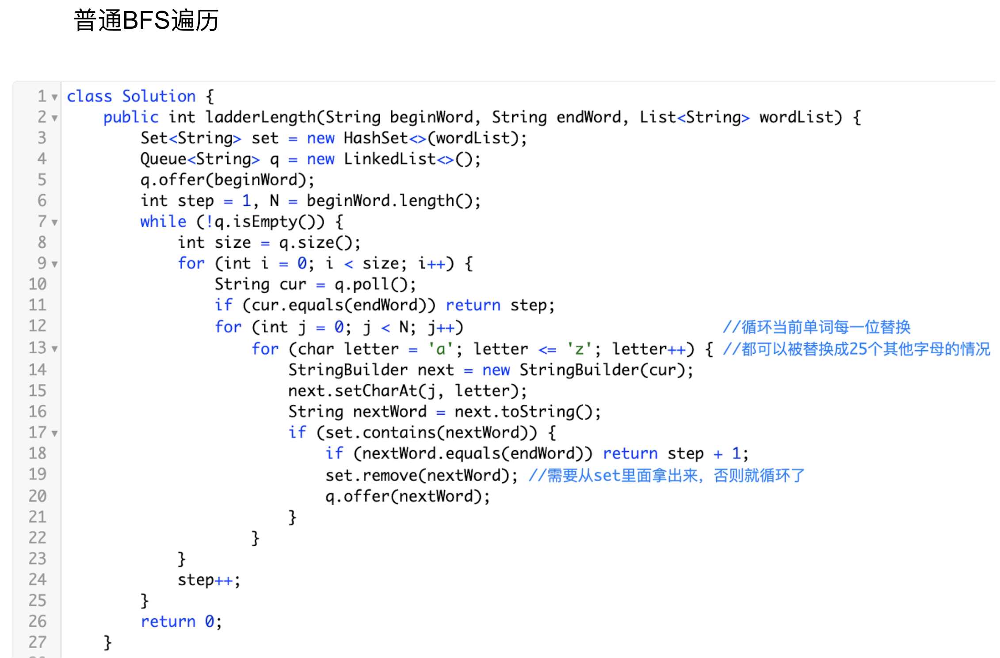 普通BFS遍历
1 class Solution {
2     public int ladderLength(String beginWord, String endWord, List<String> wordList) {
3         Set<String> set = new HashSet<>(wordList);
4         Queue<String> q = new LinkedList<>();
5         q.offer(beginWord);
6         int step = 1, N = beginWord.length();
7         while (!q.isEmpty()) {
8             int size = q.size();
9             for (int i = 0; i < size; i++) {
10                 String cur = q.poll();
11                 if (cur.equals(endWord)) return step;
12                 for (int j = 0; j < N; j++)                            //循环当前单词每一位替换
13                     for (char letter = 'a'; letter <= 'z'; letter++) { //都可以被替换成25个其他字母的情况
14                         StringBuilder next = new StringBuilder(cur);
15                         next.setCharAt(j, letter);
16                         String nextWord = next.toString();
17                         if (set.contains(nextWord)) {
18                             if (nextWord.equals(endWord)) return step + 1;
19                             set.remove(nextWord); //需要从set里面拿出来，否则就循环了
20                             q.offer(nextWord);
21                         }
22                     }
23             }
24             step++;
25         }
26         return 0;
27     }